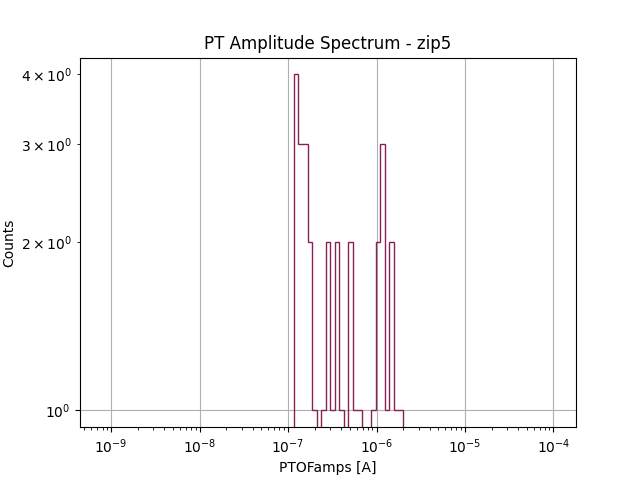 PT Amplitude Spectrum - zip5
4 × 10⁰
3 × 10⁰
2 × 10⁰
10⁰
Counts
10⁻⁹ 10⁻⁸ 10⁻⁷ 10⁻⁶ 10⁻⁵ 10⁻⁴
PTOFamps [A]